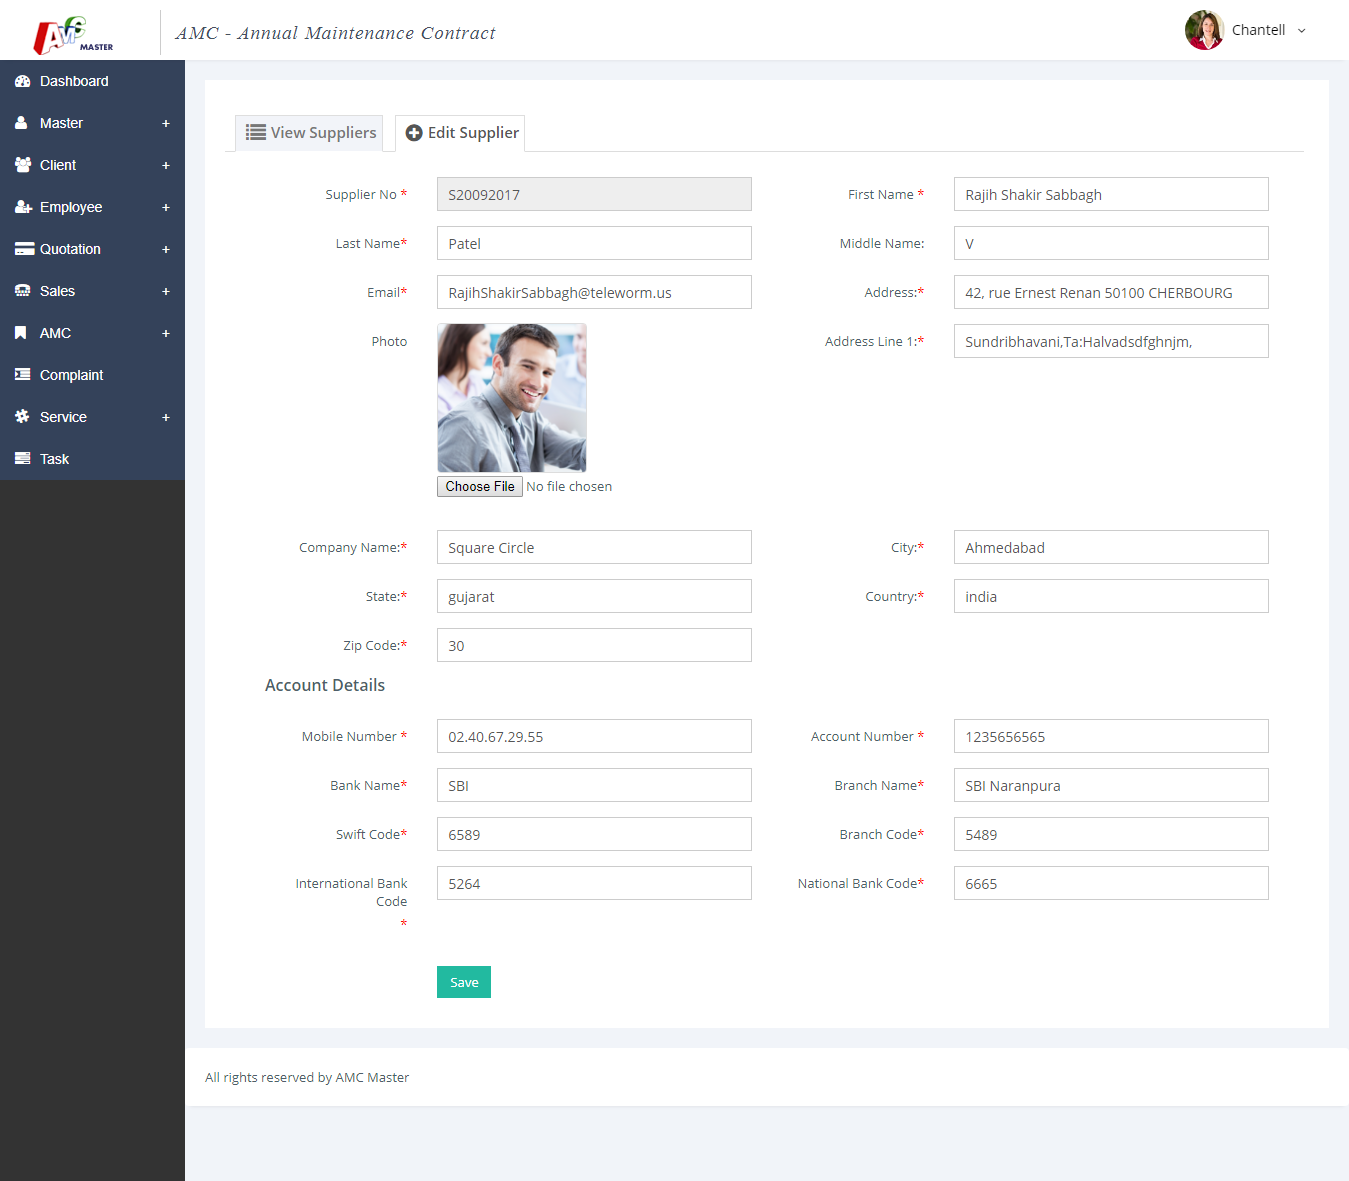 AMC MASTER
AMC - Annual Maintenance Contract
Chantell
Dashboard
Master +
Client +
Employee +
Quotation +
Sales +
AMC +
Complaint
Service +
Task
View Suppliers
Edit Supplier
Supplier No * S20092017
First Name * Rajih Shakir Sabbagh
Last Name* Patel
Middle Name: V
Email* RajihShakirSabbagh@teleworm.us
Address:* 42, rue Ernest Renan 50100 CHERBOURG
Photo
Address Line 1:* Sundribhavani,Ta:Halvadsdfghnjm,
Choose File No file chosen
Company Name:* Square Circle
City:* Ahmedabad
State:* gujarat
Country:* india
Zip Code:* 30
Account Details
Mobile Number * 02.40.67.29.55
Account Number * 1235656565
Bank Name* SBI
Branch Name* SBI Naranpura
Swift Code* 6589
Branch Code* 5489
International Bank
Code
*
5264
National Bank Code* 6665
Save
All rights reserved by AMC Master